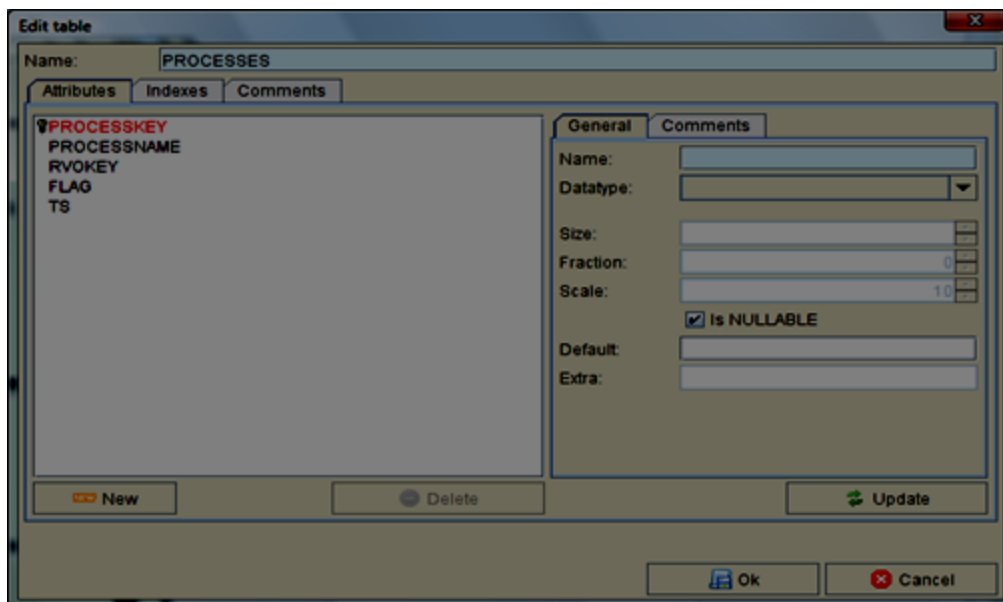 Edit table
Name: PROCESSES
Attributes Indexes Comments
PROCESSKEY
PROCESSNAME
RVOKEY
FLAG
TS
General Comments
Name:
Datatype:
Size:
Fraction: 0
Scale: 10
Is NULLABLE
Default:
Extra:
New Delete Update
Ok Cancel